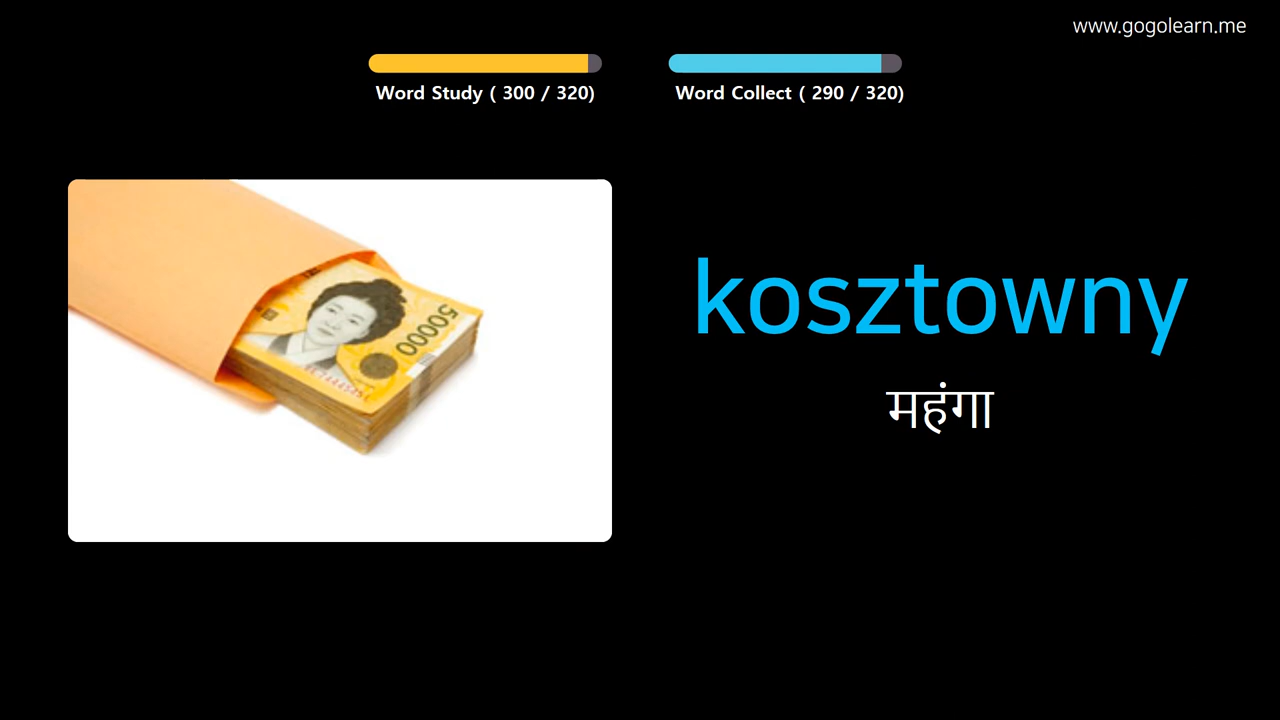 www.gogolearn.me
Word Study ( 300 / 320)
Word Collect ( 290 / 320)
50000
kosztowny
महंगा